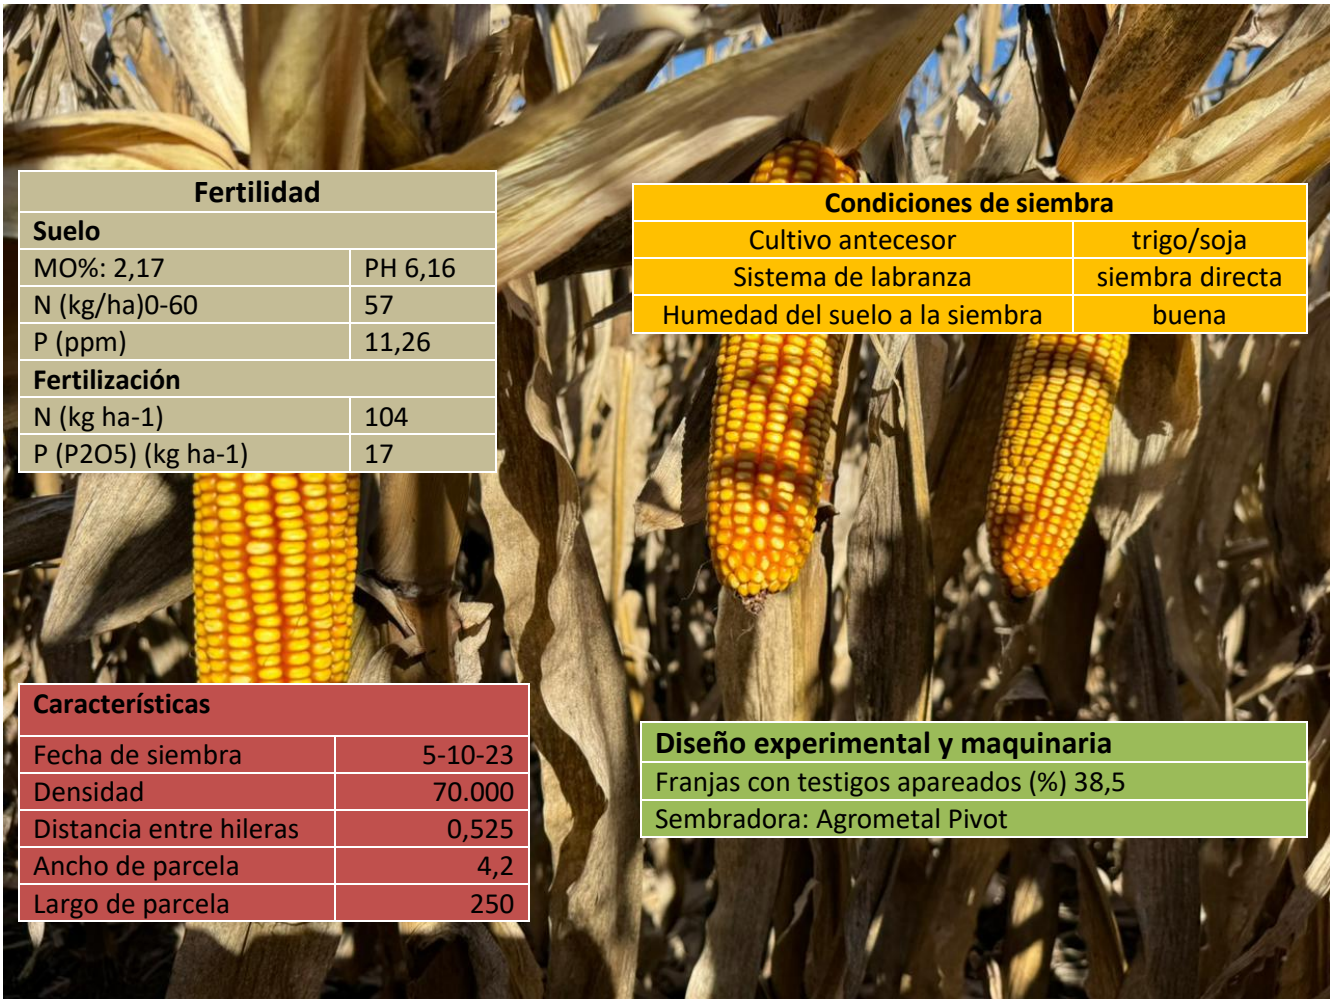 Fertilidad
Suelo
MO%: 2,17 PH 6,16
N (kg/ha)0-60 57
P (ppm) 11,26
Fertilización
N (kg ha-1) 104
P (P2O5) (kg ha-1) 17
Condiciones de siembra
Cultivo antecesor trigo/soja
Sistema de labranza siembra directa
Humedad del suelo a la siembra buena
Características
Fecha de siembra 5-10-23
Densidad 70.000
Distancia entre hileras 0,525
Ancho de parcela 4,2
Largo de parcela 250
Diseño experimental y maquinaria
Franjas con testigos apareados (%) 38,5
Sembradora: Agrometal Pivot